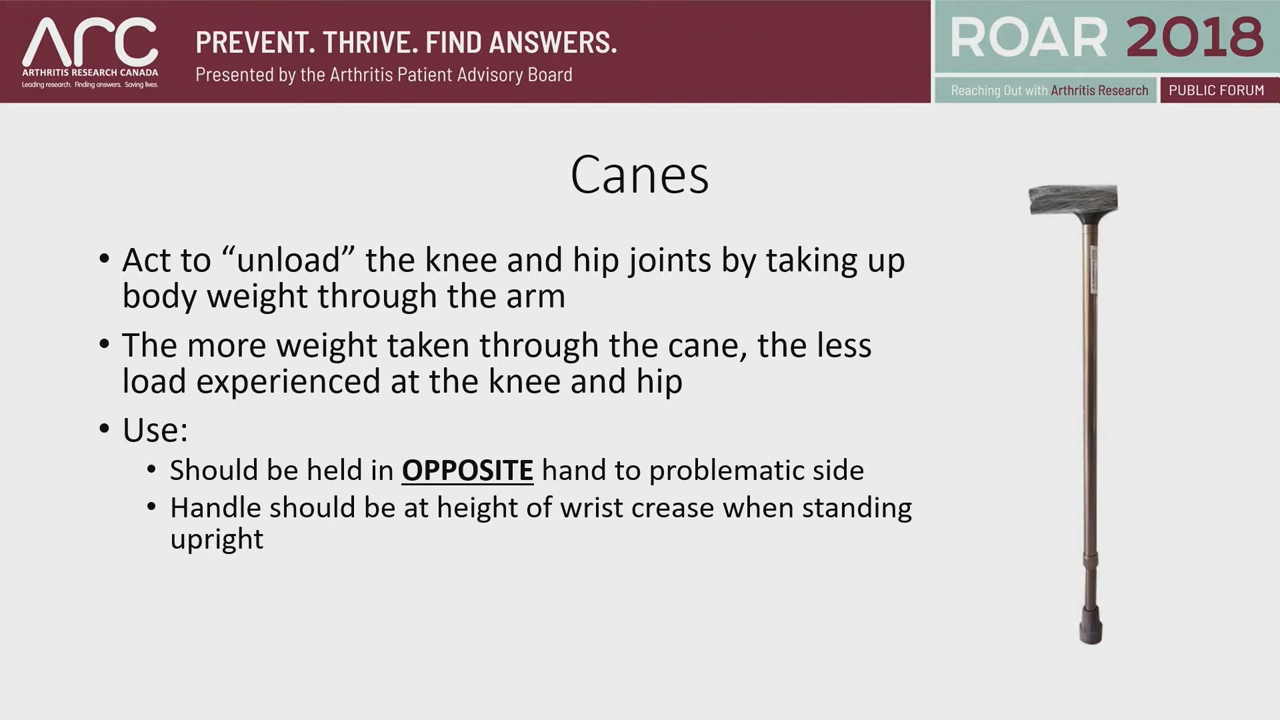 ARC
ARTHRITIS RESEARCH CANADA
Leading research. Finding answers. Saving lives.
PREVENT. THRIVE. FIND ANSWERS.
Presented by the Arthritis Patient Advisory Board
ROAR 2018
Reaching Out with Arthritis Research
PUBLIC FORUM
Canes
• Act to “unload” the knee and hip joints by taking up
body weight through the arm
• The more weight taken through the cane, the less
load experienced at the knee and hip
• Use:
• Should be held in OPPOSITE hand to problematic side
• Handle should be at height of wrist crease when standing
upright